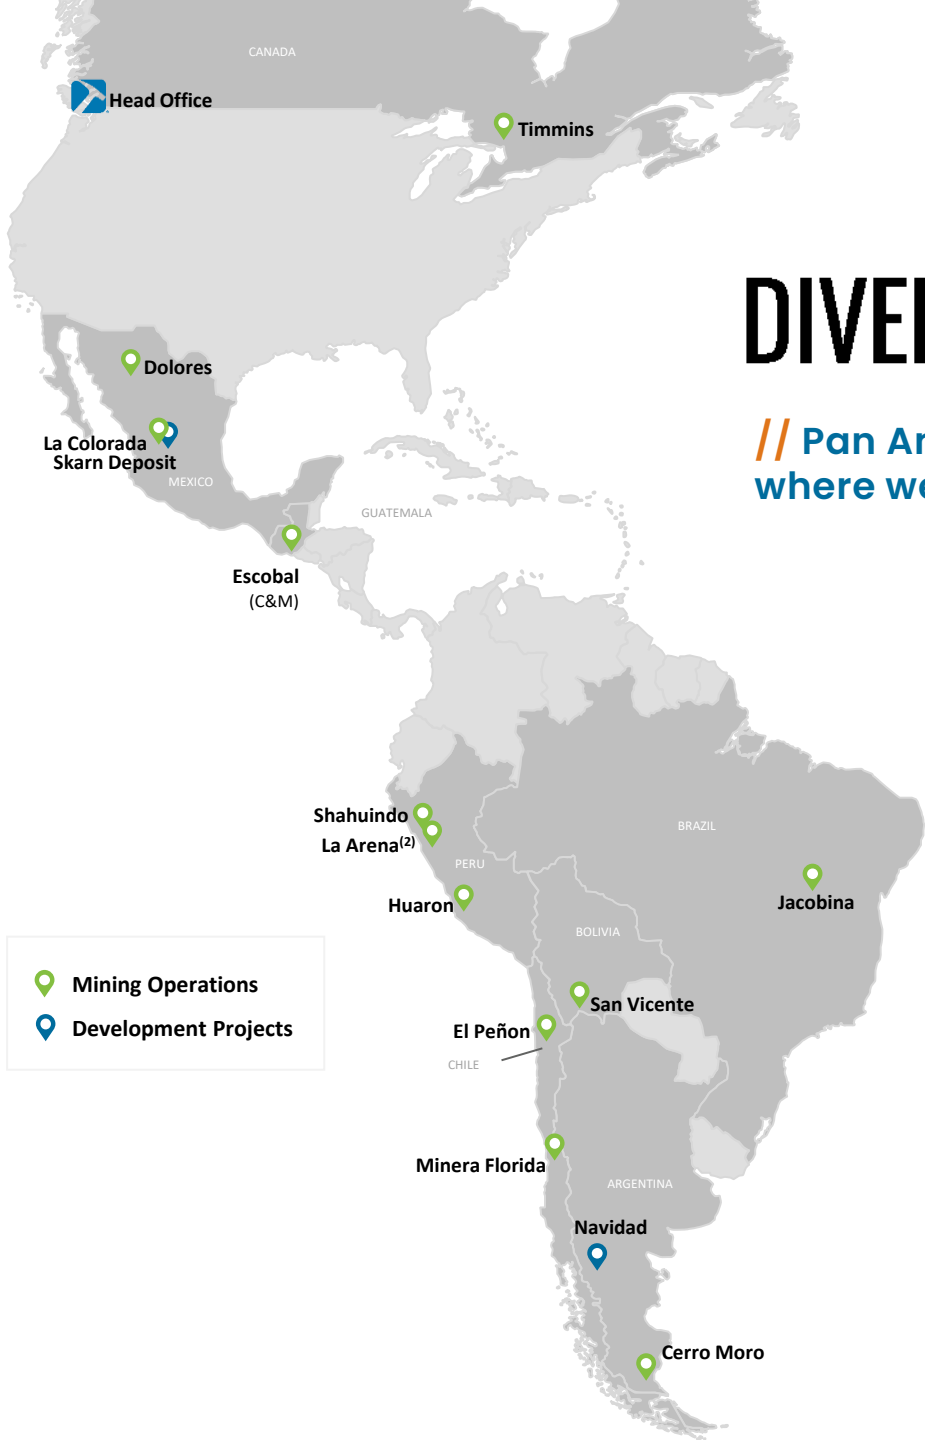 CANADA
Head Office
Timmins
DIVE
// Pan A
where w
Dolores
La Colorada
Skarn Deposit
MEXICO
GUATEMALA
Escobal
(C&M)
Shahuindo
La Arena(2)
PERU
BRAZIL
Huaron
Jacobina
BOLIVIA
Mining Operations
Development Projects
San Vicente
El Peñon
CHILE
Minera Florida
ARGENTINA
Navidad
Cerro Moro